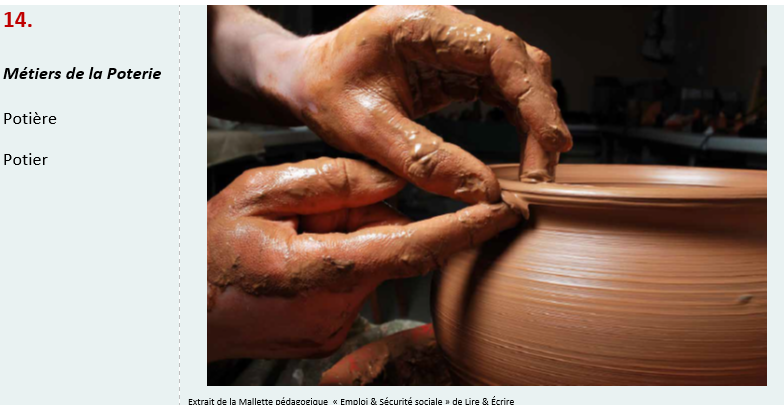 14.
Métiers de la Poterie
Potière
Potier
Extrait de la Mallette pédagogique « Emploi & Sécurité sociale » de Lire & Écrire